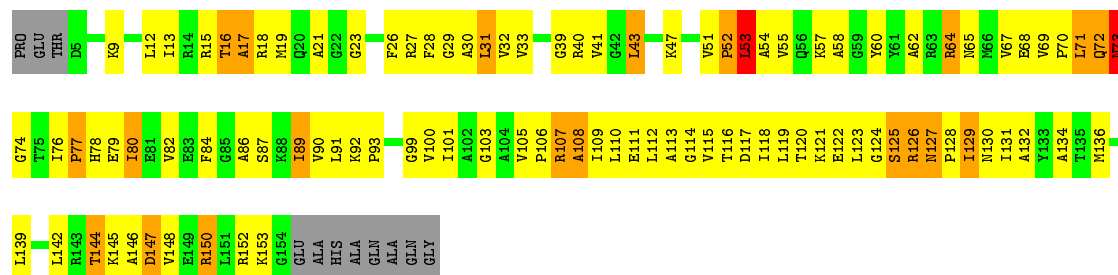 PRO GLU THR D5 K9 L12 I13 R14 R15 T16 A17 R18 M19 Q20 A21 G22 G23 F26 R27 F28 G29 A30 L31 V32 V33 G39 R40 V41 G42 L43 K47 V51 P52 L53 A54 V55 Q56 K57 A58 G59 Y60 Y61 A62 R63 R64 N65 M66 V67 E68 V69 P70 L71 Q72 N73
G74 T75 I76 P77 H78 E79 I80 E81 V82 E83 F84 G85 A86 S87 K88 I89 V90 L91 K92 P93 G99 V100 I101 A102 G103 A104 V105 P106 R107 A108 I109 L110 E111 L112 A113 G114 V115 T116 D117 I118 L119 T120 K121 E122 L123 G124 S125 R126 N127 P128 I129 N130 I131 A132 Y133 A134 T135 M136
L139 L142 R143 T144 K145 A146 D147 V148 E149 R150 L151 R152 K153 G154 GLU ALA HIS ALA GLN ALA GLN GLY